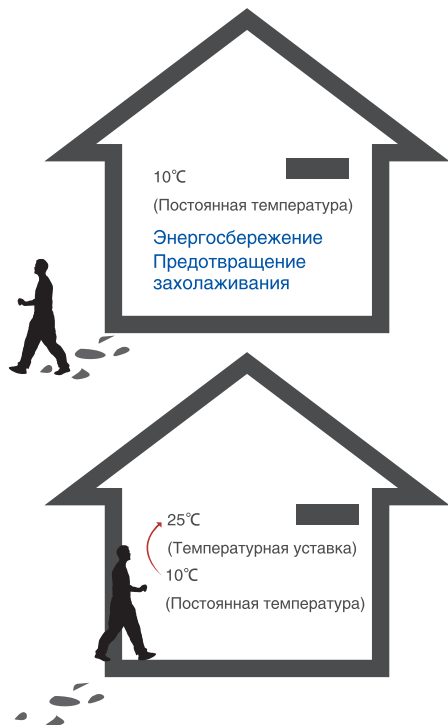 10℃
(Постоянная температура)
Энергосбережение
Предотвращение
захолаживания
25℃
(Температурная уставка)
10℃
(Постоянная температура)